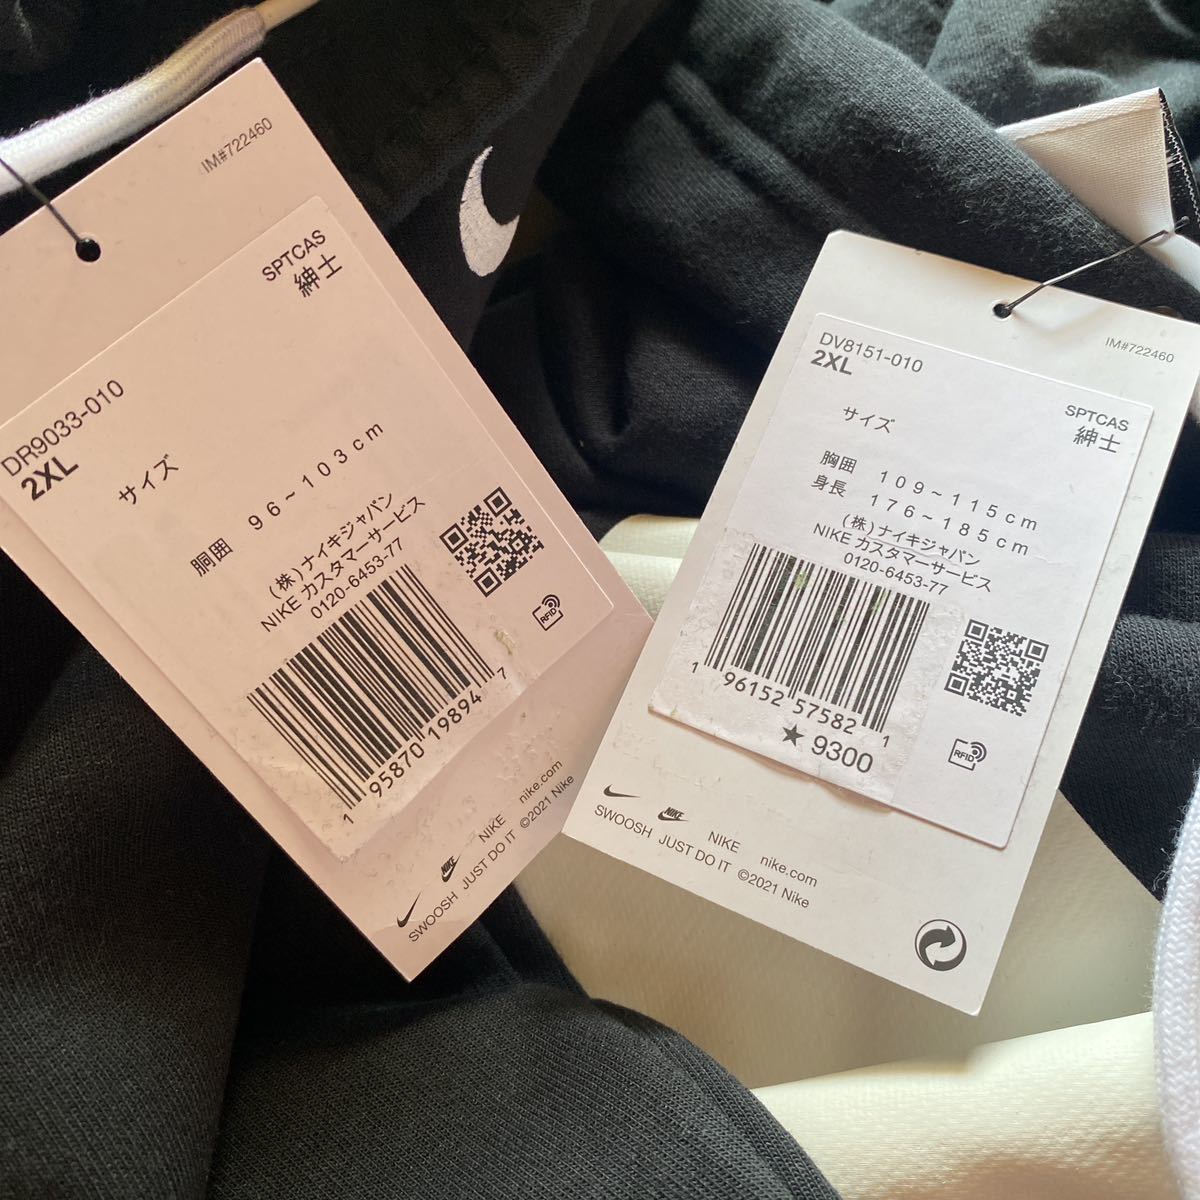 IM#722460
SPTCAS
紳士
DR9033-010
2XL
サイズ
胴囲 96~103cm
(株)ナイキジャパン
NIKE カスタマーサービス
0120-6453-77
RFID
1 95870 19894 7
NIKE nike.com
SWOOSH JUST DO IT ©2021 Nike
IM#722460
DV8151-010
2XL
SPTCAS
紳士
サイズ
胸囲 109~115cm
身長 176~185cm
(株)ナイキジャパン
NIKE カスタマーサービス
0120-6453-77
RFID
1 96152 57582 1
★ 9300
NIKE NIKE nike.com
SWOOSH JUST DO IT ©2021 Nike